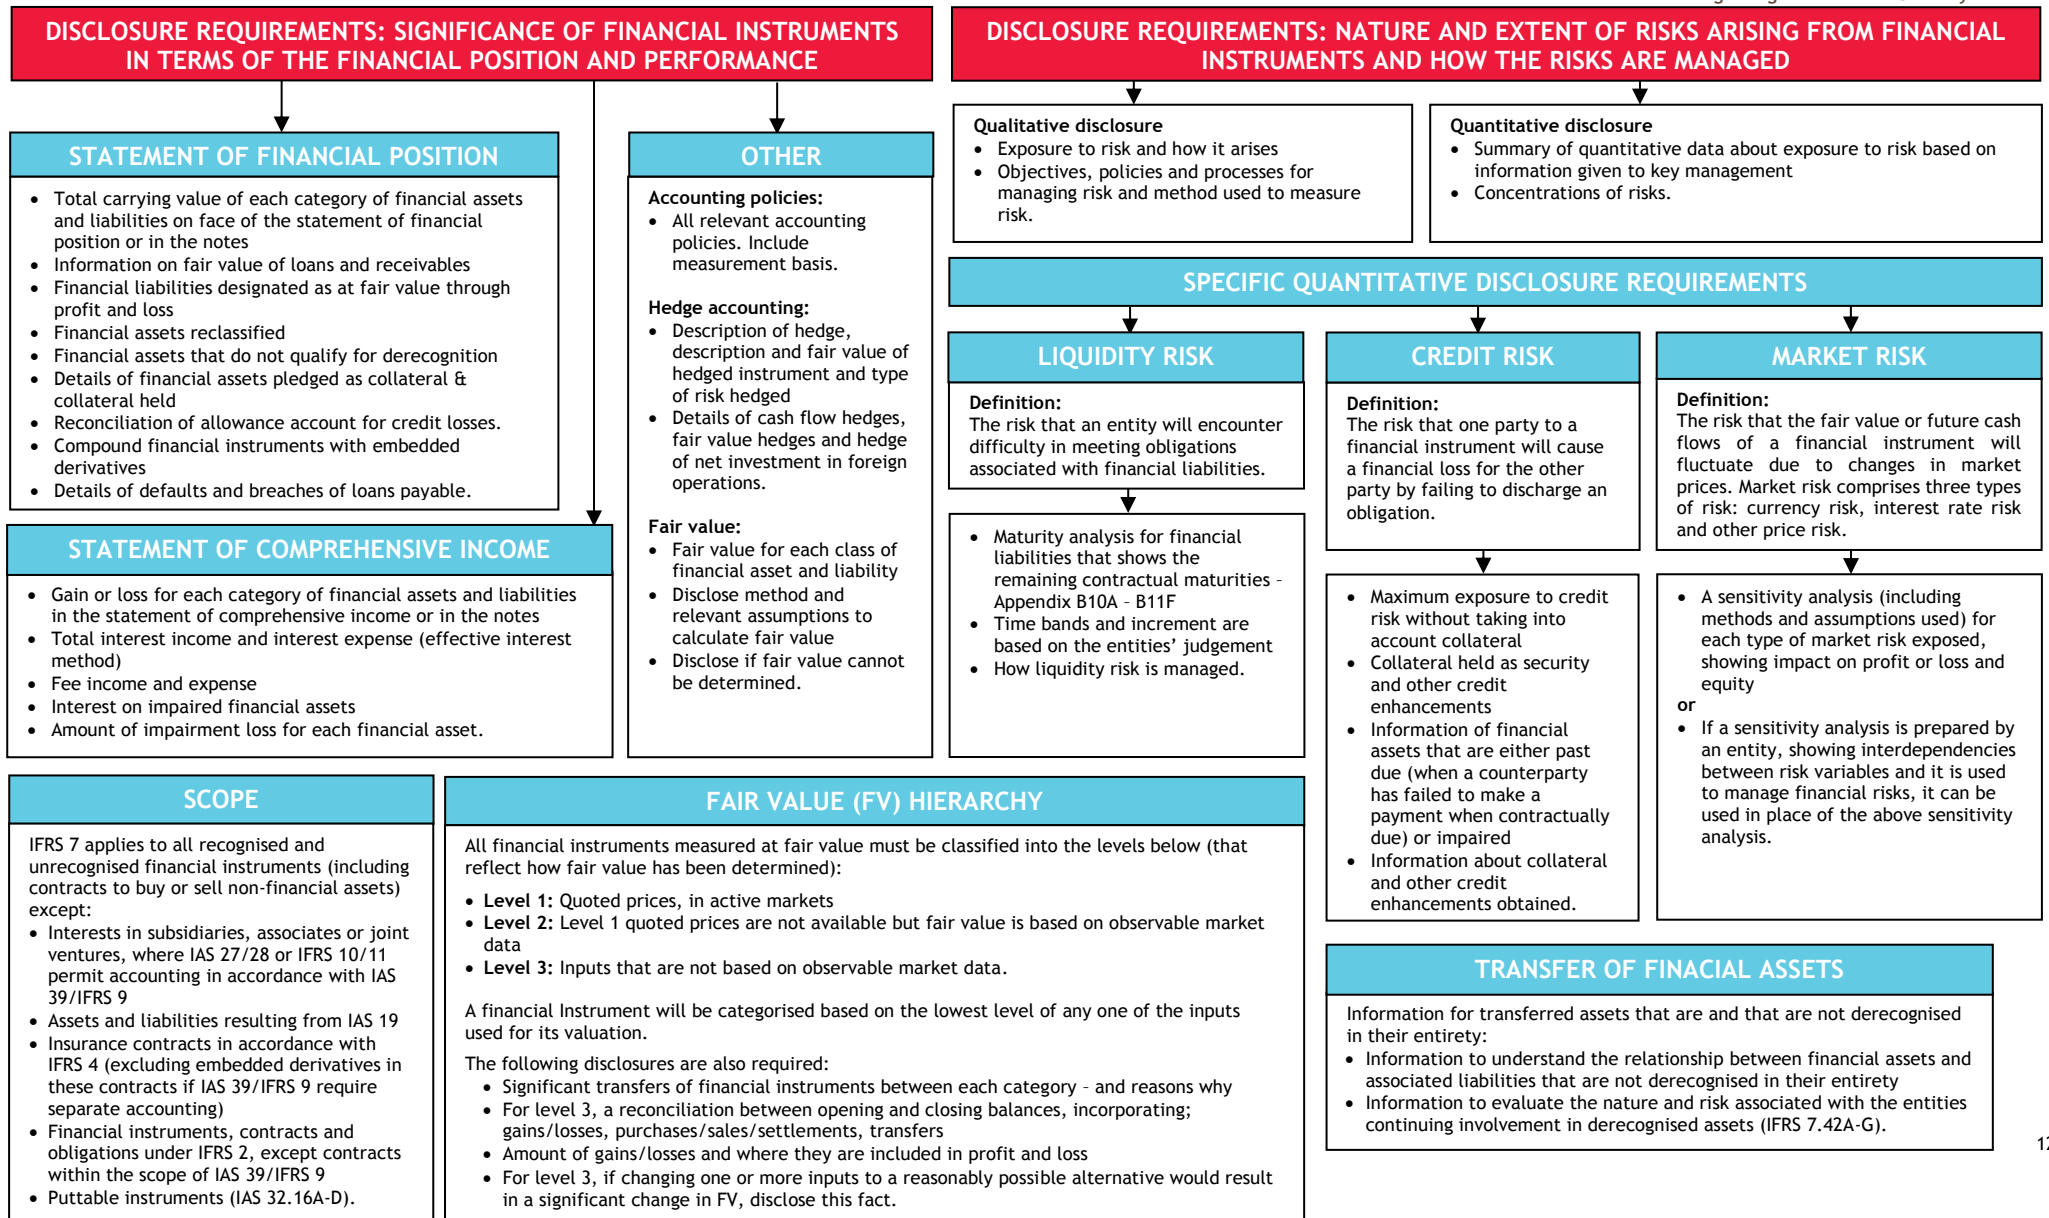 DISCLOSURE REQUIREMENTS: SIGNIFICANCE OF FINANCIAL INSTRUMENTS
IN TERMS OF THE FINANCIAL POSITION AND PERFORMANCE
STATEMENT OF FINANCIAL POSITION
• Total carrying value of each category of financial assets
and liabilities on face of the statement of financial
position or in the notes
• Information on fair value of loans and receivables
• Financial liabilities designated as at fair value through
profit and loss
• Financial assets reclassified
• Financial assets that do not qualify for derecognition
• Details of financial assets pledged as collateral &
collateral held
• Reconciliation of allowance account for credit losses.
• Compound financial instruments with embedded
derivatives
• Details of defaults and breaches of loans payable.
STATEMENT OF COMPREHENSIVE INCOME
• Gain or loss for each category of financial assets and liabilities
in the statement of comprehensive income or in the notes
• Total interest income and interest expense (effective interest
method)
• Fee income and expense
• Interest on impaired financial assets
• Amount of impairment loss for each financial asset.
OTHER
Accounting policies:
• All relevant accounting
policies. Include
measurement basis.
Hedge accounting:
• Description of hedge,
description and fair value of
hedged instrument and type
of risk hedged
• Details of cash flow hedges,
fair value hedges and hedge
of net investment in foreign
operations.
Fair value:
• Fair value for each class of
financial asset and liability
• Disclose method and
relevant assumptions to
calculate fair value
• Disclose if fair value cannot
be determined.
DISCLOSURE REQUIREMENTS: NATURE AND EXTENT OF RISKS ARISING FROM FINANCIAL
INSTRUMENTS AND HOW THE RISKS ARE MANAGED
Qualitative disclosure
• Exposure to risk and how it arises
• Objectives, policies and processes for
managing risk and method used to measure
risk.
Quantitative disclosure
• Summary of quantitative data about exposure to risk based on
information given to key management
• Concentrations of risks.
SPECIFIC QUANTITATIVE DISCLOSURE REQUIREMENTS
LIQUIDITY RISK
Definition:
The risk that an entity will encounter
difficulty in meeting obligations
associated with financial liabilities.
• Maturity analysis for financial
liabilities that shows the
remaining contractual maturities –
Appendix B10A – B11F
• Time bands and increment are
based on the entities’ judgement
• How liquidity risk is managed.
CREDIT RISK
Definition:
The risk that one party to a
financial instrument will cause
a financial loss for the other
party by failing to discharge an
obligation.
• Maximum exposure to credit
risk without taking into
account collateral
• Collateral held as security
and other credit
enhancements
• Information of financial
assets that are either past
due (when a counterparty
has failed to make a
payment when contractually
due) or impaired
• Information about collateral
and other credit
enhancements obtained.
MARKET RISK
Definition:
The risk that the fair value or future cash
flows of a financial instrument will
fluctuate due to changes in market
prices. Market risk comprises three types
of risk: currency risk, interest rate risk
and other price risk.
• A sensitivity analysis (including
methods and assumptions used) for
each type of market risk exposed,
showing impact on profit or loss and
equity
or
• If a sensitivity analysis is prepared by
an entity, showing interdependencies
between risk variables and it is used
to manage financial risks, it can be
used in place of the above sensitivity
analysis.
SCOPE
IFRS 7 applies to all recognised and
unrecognised financial instruments (including
contracts to buy or sell non-financial assets)
except:
• Interests in subsidiaries, associates or joint
ventures, where IAS 27/28 or IFRS 10/11
permit accounting in accordance with IAS
39/IFRS 9
• Assets and liabilities resulting from IAS 19
• Insurance contracts in accordance with
IFRS 4 (excluding embedded derivatives in
these contracts if IAS 39/IFRS 9 require
separate accounting)
• Financial instruments, contracts and
obligations under IFRS 2, except contracts
within the scope of IAS 39/IFRS 9
• Puttable instruments (IAS 32.16A-D).
FAIR VALUE (FV) HIERARCHY
All financial instruments measured at fair value must be classified into the levels below (that
reflect how fair value has been determined):
• Level 1: Quoted prices, in active markets
• Level 2: Level 1 quoted prices are not available but fair value is based on observable market
data
• Level 3: Inputs that are not based on observable market data.
A financial Instrument will be categorised based on the lowest level of any one of the inputs
used for its valuation.
The following disclosures are also required:
• Significant transfers of financial instruments between each category – and reasons why
• For level 3, a reconciliation between opening and closing balances, incorporating;
gains/losses, purchases/sales/settlements, transfers
• Amount of gains/losses and where they are included in profit and loss
• For level 3, if changing one or more inputs to a reasonably possible alternative would result
in a significant change in FV, disclose this fact.
TRANSFER OF FINACIAL ASSETS
Information for transferred assets that are and that are not derecognised
in their entirety:
• Information to understand the relationship between financial assets and
associated liabilities that are not derecognised in their entirety
• Information to evaluate the nature and risk associated with the entities
continuing involvement in derecognised assets (IFRS 7.42A-G).